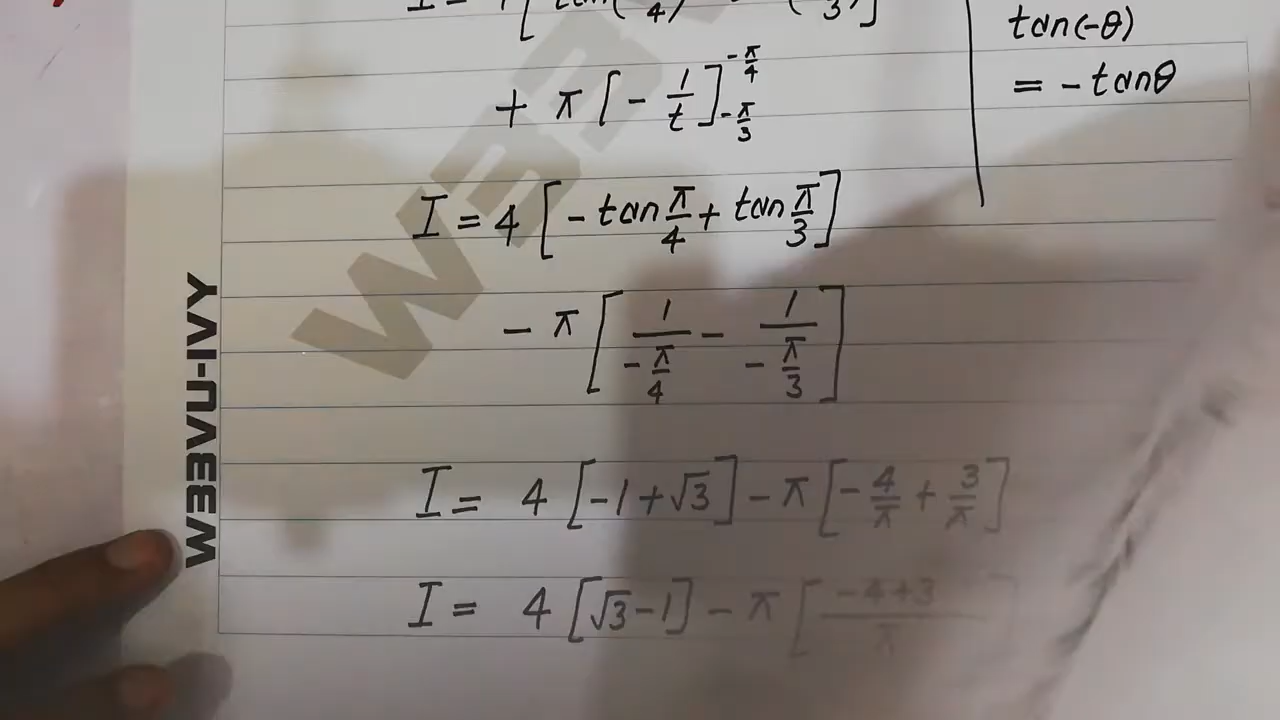 tan(-θ)
= - tanθ
+ π [ - 1/t ]_{-π/3}^{-π/4}
I = 4 [ - tan π/4 + tan π/3 ]
- π [ 1/(-π/4) - 1/(-π/3) ]
I = 4 [ -1 + √3 ] - π [ - 4/π + 3/π ]
I = 4 [ √3 - 1 ] - π [ (-4+3)/π ]
W33VU-IVY